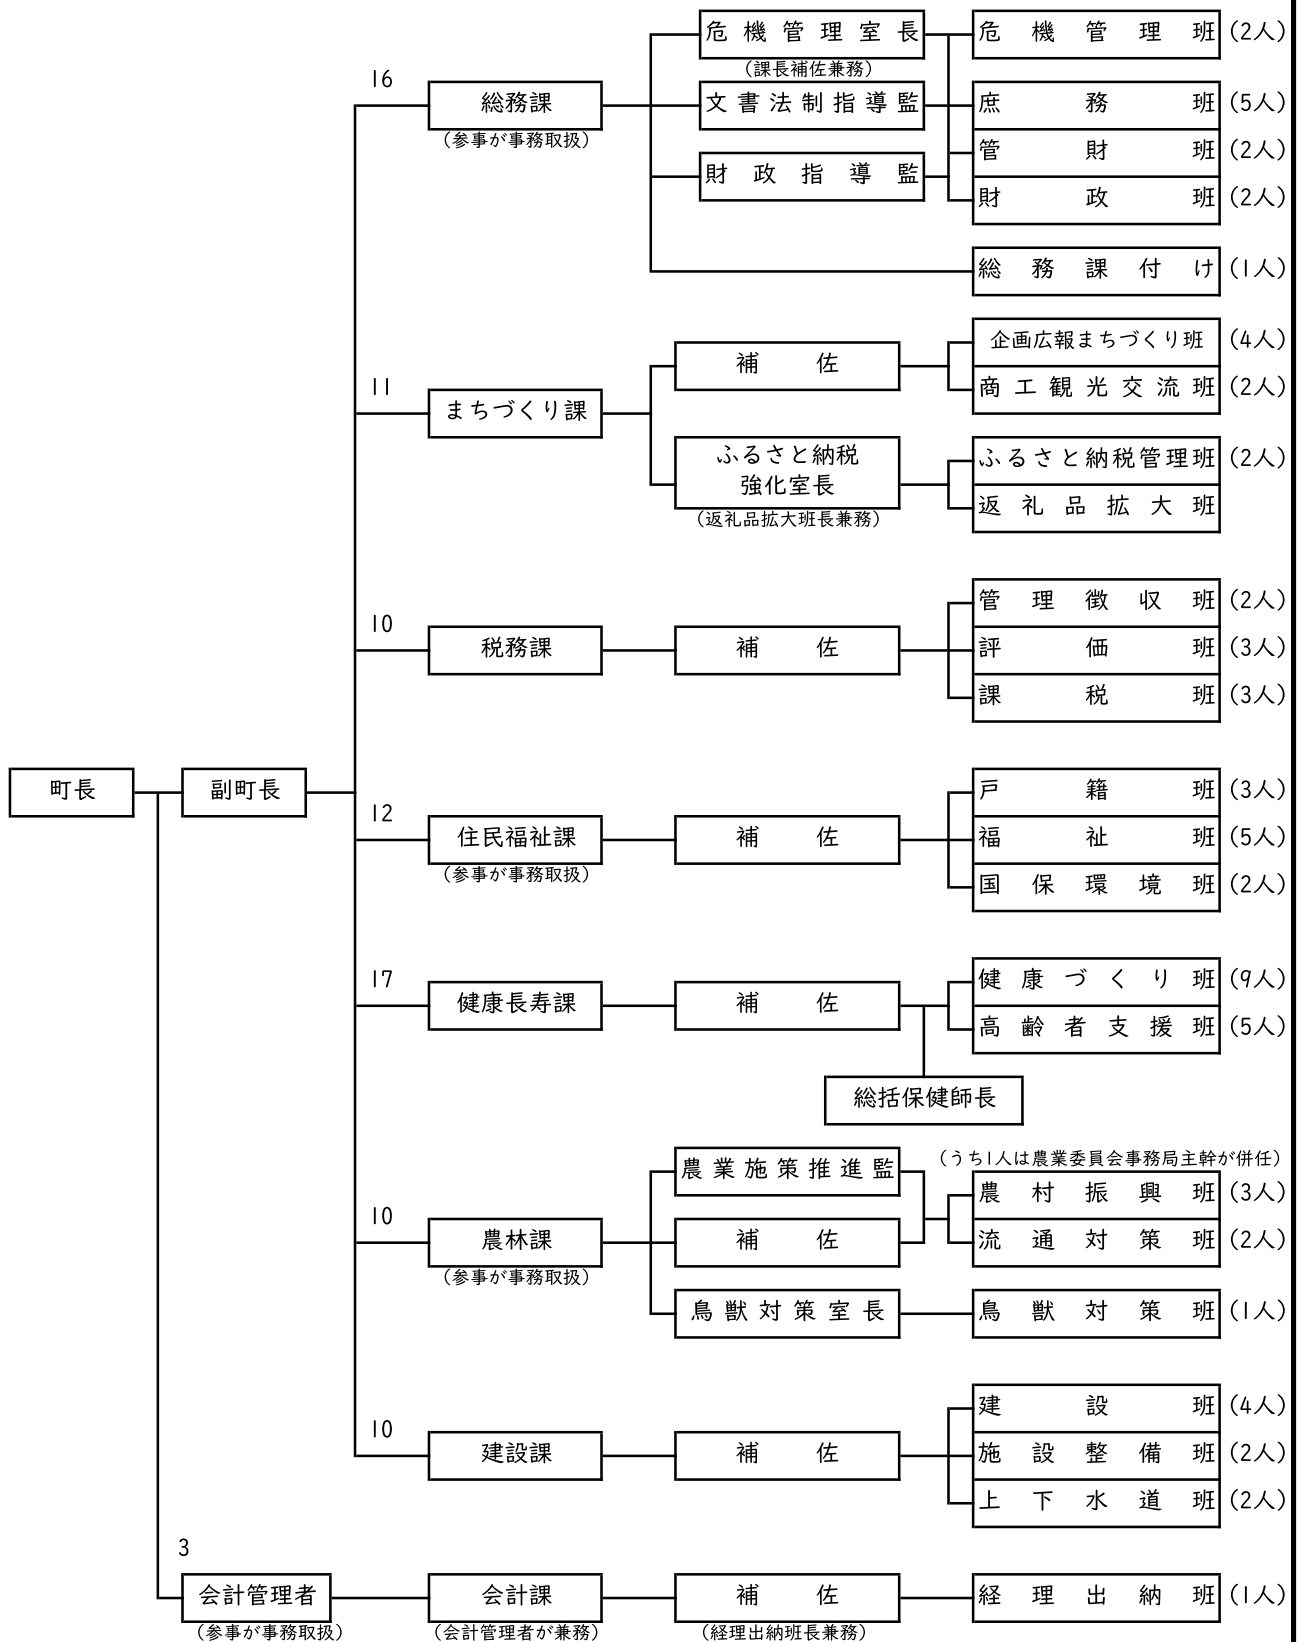 危機管理室長 危機管理班 (2人)
(課長補佐兼務)
16
総務課 文書法制指導監 庶務班 (5人)
(参事が事務取扱)
管財班 (2人)
財政指導監
財政班 (2人)
総務課付け (1人)
企画広報まちづくり班 (4人)
補佐
商工観光交流班 (2人)
11
まちづくり課
ふるさと納税
強化室長
ふるさと納税管理班 (2人)
返礼品拡大班
(返礼品拡大班長兼務)
管理徴収班 (2人)
10
税務課 補佐 評価班 (3人)
課税班 (3人)
町長 副町長
戸籍班 (3人)
12
住民福祉課 補佐 福祉班 (5人)
(参事が事務取扱)
国保環境班 (2人)
17
健康づくり班 (9人)
健康長寿課 補佐
高齢者支援班 (5人)
総括保健師長
農業施策推進監
(うち1人は農業委員会事務局主幹が併任)
農村振興班 (3人)
10
農林課 補佐 流通対策班 (2人)
(参事が事務取扱)
鳥獣対策室長 鳥獣対策班 (1人)
建設班 (4人)
10
建設課 補佐 施設整備班 (2人)
上下水道班 (2人)
3
会計管理者 会計課 補佐 経理出納班 (1人)
(参事が事務取扱) (会計管理者が兼務) (経理出納班長兼務)